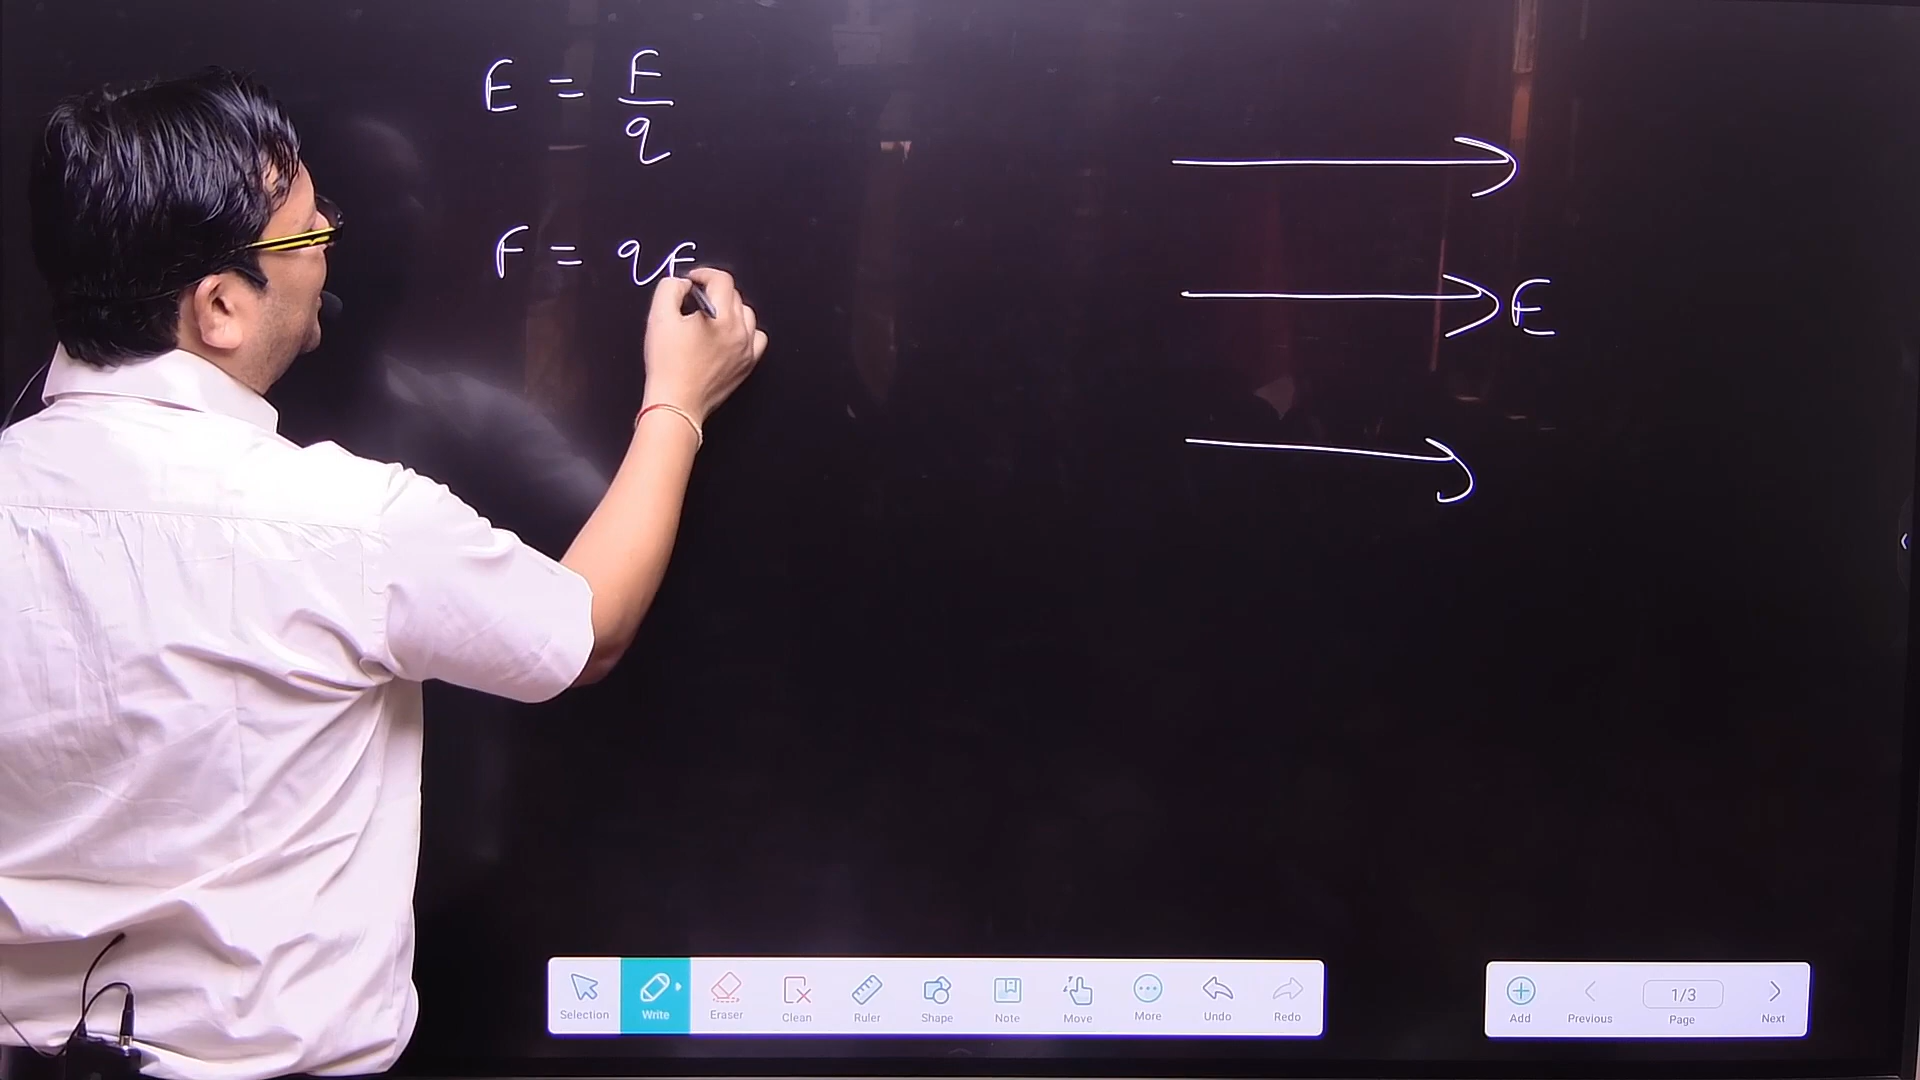 E = F/q
F = qE
E
Selection Write Eraser Clean Ruler Shape Note Move More Undo Redo
Add Previous 1/3 Page Next